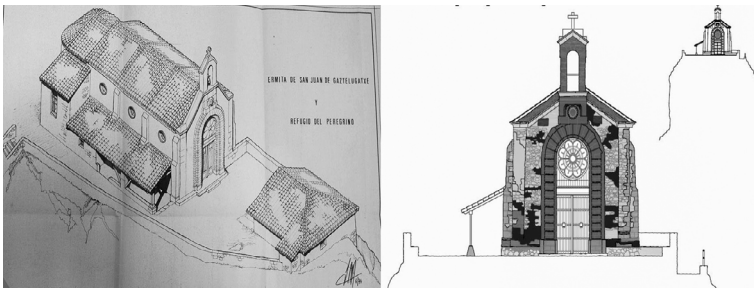 ERMITA DE SAN JUAN DE GAZTELUGATXE
Y
REFUGIO DEL PEREGRINO